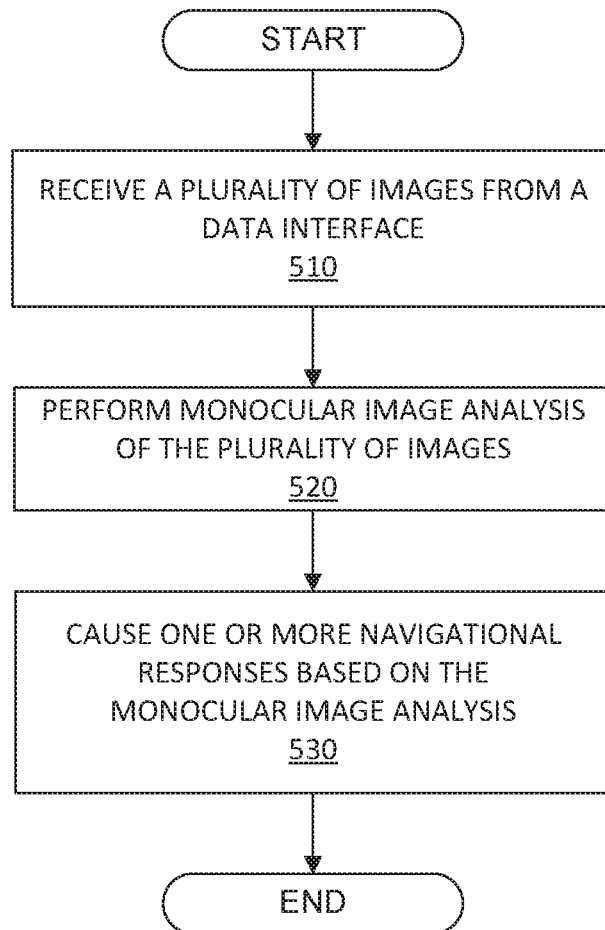 START
RECEIVE A PLURALITY OF IMAGES FROM A
DATA INTERFACE
510
PERFORM MONOCULAR IMAGE ANALYSIS
OF THE PLURALITY OF IMAGES
520
CAUSE ONE OR MORE NAVIGATIONAL
RESPONSES BASED ON THE
MONOCULAR IMAGE ANALYSIS
530
END